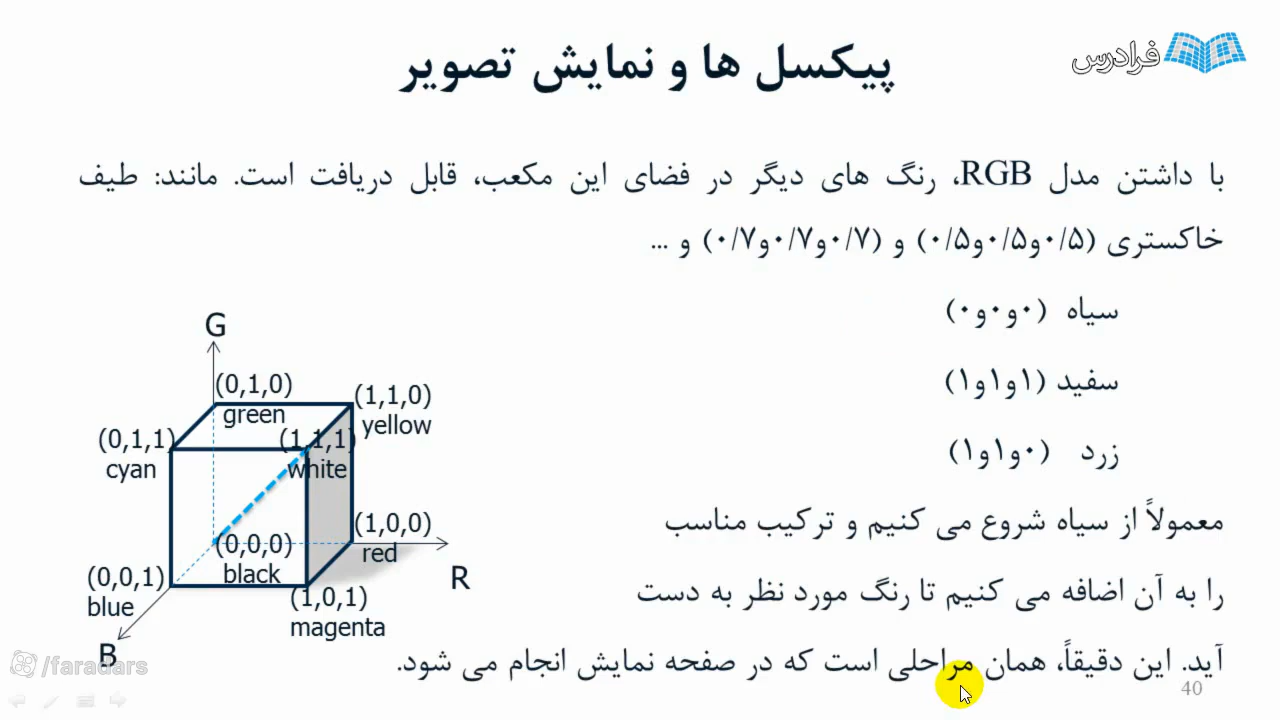 پیکسل ها و نمایش تصویر
فرادرس
با داشتن مدل RGB، رنگ های دیگر در فضای این مکعب، قابل دریافت است. مانند: طیف
خاکستری (۰/۵و۰/۵و۰/۵) و (۰/۷و۰/۷و۰/۷) و ...
سیاه (۰و۰و۰)
سفید (۱و۱و۱)
زرد (۰و۱و۱)
معمولاً از سیاه شروع می کنیم و ترکیب مناسب
را به آن اضافه می کنیم تا رنگ مورد نظر به دست
آید. این دقیقاً، همان مراحلی است که در صفحه نمایش انجام می شود.
G
(0,1,0)
green
(1,1,0)
yellow
(0,1,1)
cyan
(1,1,1)
white
(1,0,0)
red
(0,0,0)
black
(0,0,1)
blue
R
(1,0,1)
magenta
B
/faradars
40